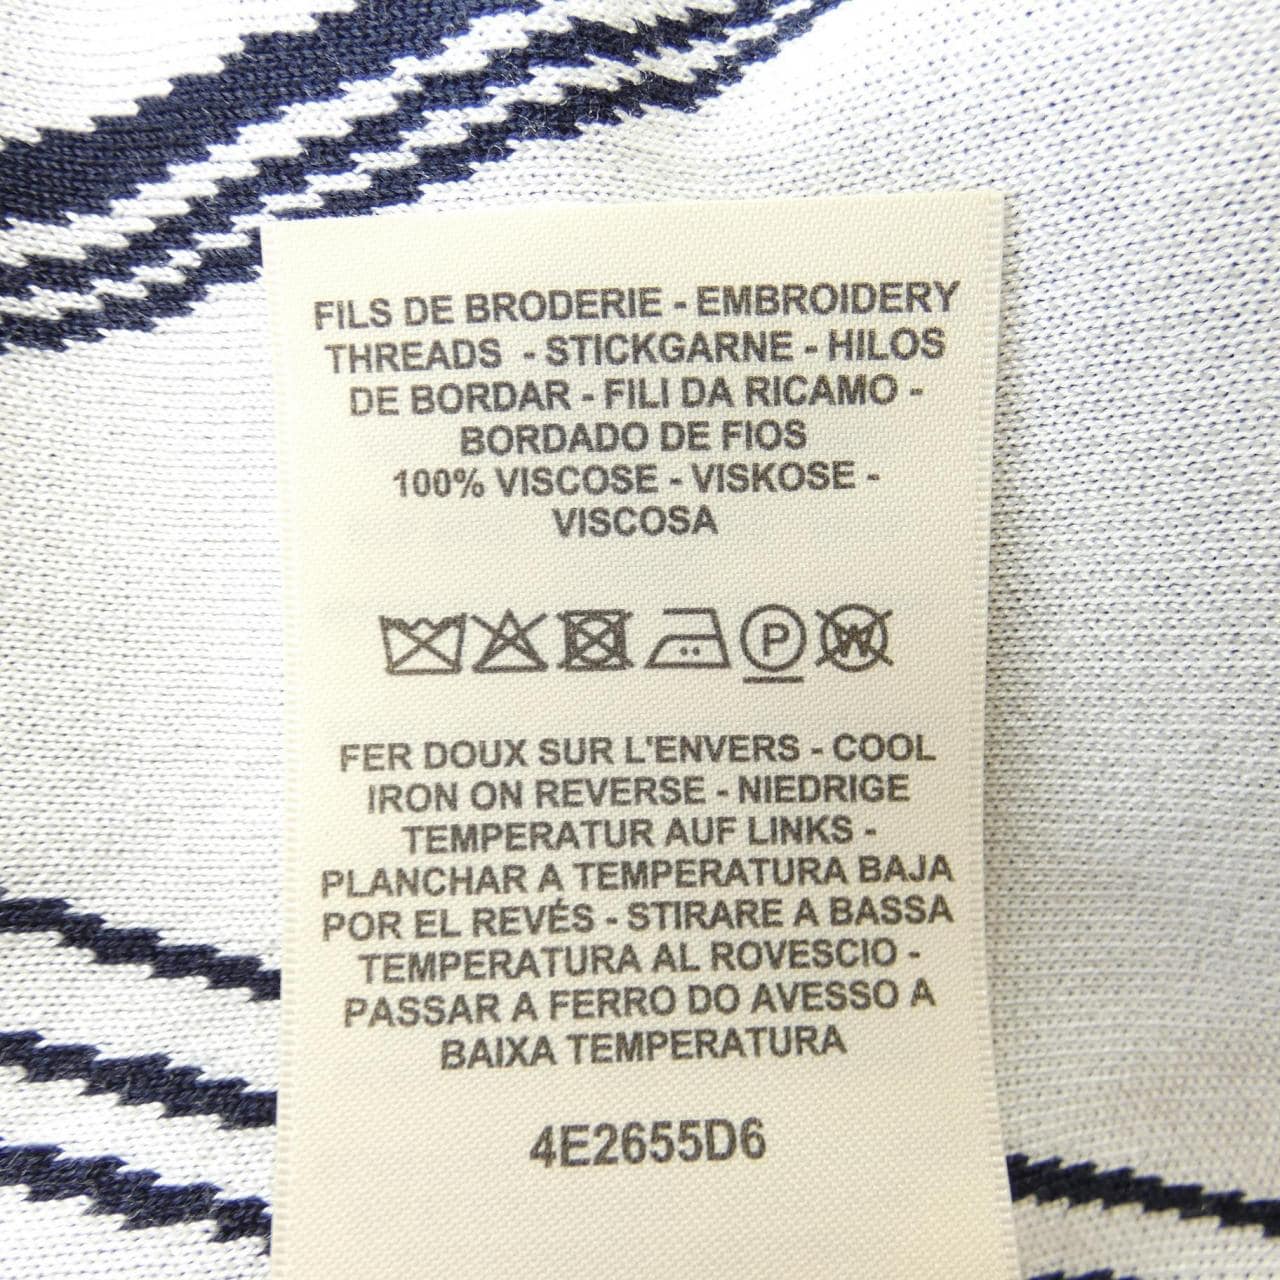 FILS DE BRODERIE - EMBROIDERY
THREADS - STICKGARNE - HILOS
DE BORDAR - FILI DA RICAMO -
BORDADO DE FIOS
100% VISCOSE - VISKOSE -
VISCOSA
P W
FER DOUX SUR L'ENVERS - COOL
IRON ON REVERSE - NIEDRIGE
TEMPERATUR AUF LINKS -
PLANCHAR A TEMPERATURA BAJA
POR EL REVÉS - STIRARE A BASSA
TEMPERATURA AL ROVESCIO -
PASSAR A FERRO DO AVESSO A
BAIXA TEMPERATURA
4E2655D6